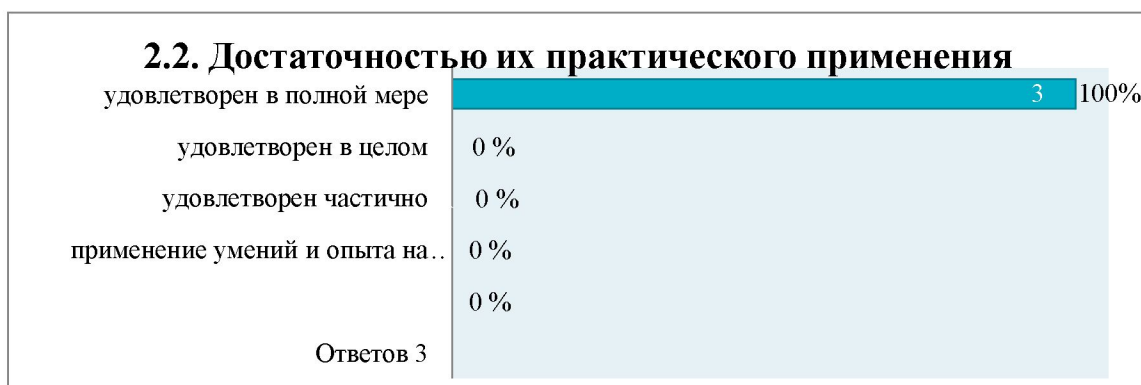 2.2. Достаточностью их практического применения
удовлетворен в полной мере 3 100%
удовлетворен в целом 0 %
удовлетворен частично 0 %
применение умений и опыта на.. 0 %
0 %
Ответов 3